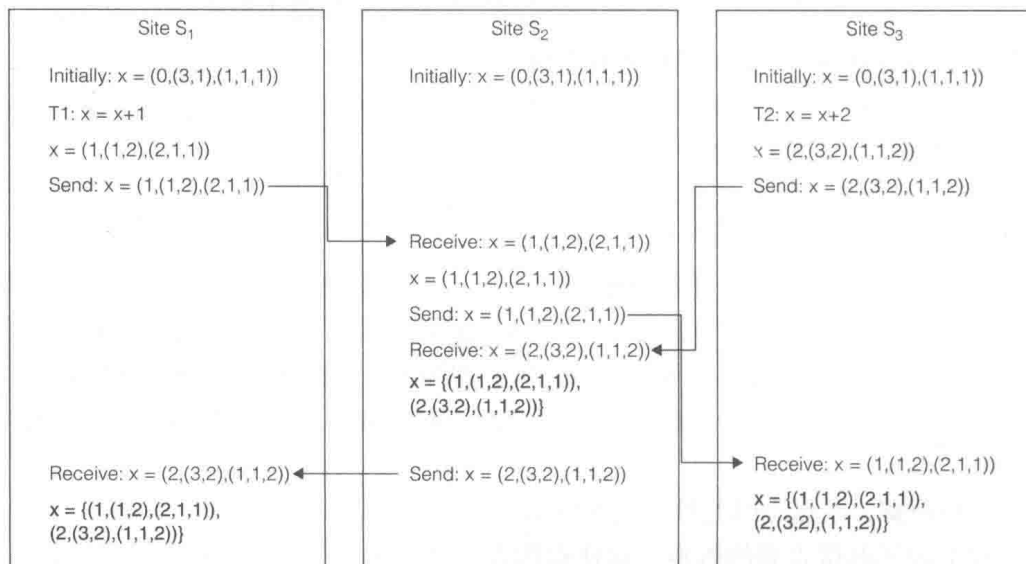 Site S1
Initially: x = (0,(3,1),(1,1,1))
T1: x = x+1
x = (1,(1,2),(2,1,1))
Send: x = (1,(1,2),(2,1,1))
Receive: x = (2,(3,2),(1,1,2))
x = {(1,(1,2),(2,1,1)),
(2,(3,2),(1,1,2))}
Site S2
Initially: x = (0,(3,1),(1,1,1))
Receive: x = (1,(1,2),(2,1,1))
x = (1,(1,2),(2,1,1))
Send: x = (1,(1,2),(2,1,1))
Receive: x = (2,(3,2),(1,1,2))
x = {(1,(1,2),(2,1,1)),
(2,(3,2),(1,1,2))}
Send: x = (2,(3,2),(1,1,2))
Site S3
Initially: x = (0,(3,1),(1,1,1))
T2: x = x+2
x = (2,(3,2),(1,1,2))
Send: x = (2,(3,2),(1,1,2))
Receive: x = (1,(1,2),(2,1,1))
x = {(1,(1,2),(2,1,1)),
(2,(3,2),(1,1,2))}